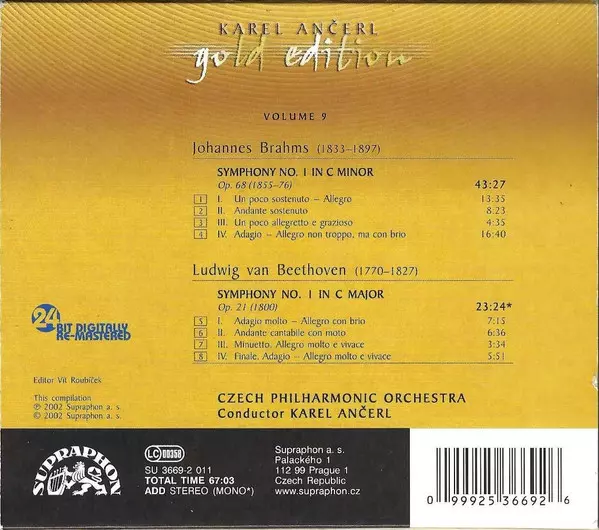 KAREL ANČERL
gold edition
VOLUME 9
Johannes Brahms (1833–1897)
SYMPHONY NO. 1 IN C MINOR
Op. 68 (1855–76) 43:27
1 I. Un poco sostenuto – Allegro 13:35
2 II. Andante sostenuto 8:23
3 III. Un poco allegretto e grazioso 4:35
4 IV. Adagio – Allegro non troppo, ma con brio 16:40
Ludwig van Beethoven (1770–1827)
SYMPHONY NO. 1 IN C MAJOR
Op. 21 (1800) 23:24*
5 I. Adagio molto – Allegro con brio 7:15
6 II. Andante cantabile con moto 6:36
7 III. Minuetto. Allegro molto e vivace 3:34
8 IV. Finale. Adagio – Allegro molto e vivace 5:51
24
BIT DIGITALLY
RE-MASTERED
Editor Vít Roubíček
This compilation
℗ 2002 Supraphon a. s.
© 2002 Supraphon a. s.
CZECH PHILHARMONIC ORCHESTRA
Conductor KAREL ANČERL
SUPRAPHON
LC 00358
SU 3669-2 011
TOTAL TIME 67:03
ADD STEREO (MONO*)
Supraphon a. s.
Palackého 1
112 99 Prague 1
Czech Republic
www.supraphon.cz
0 99925 36692 6